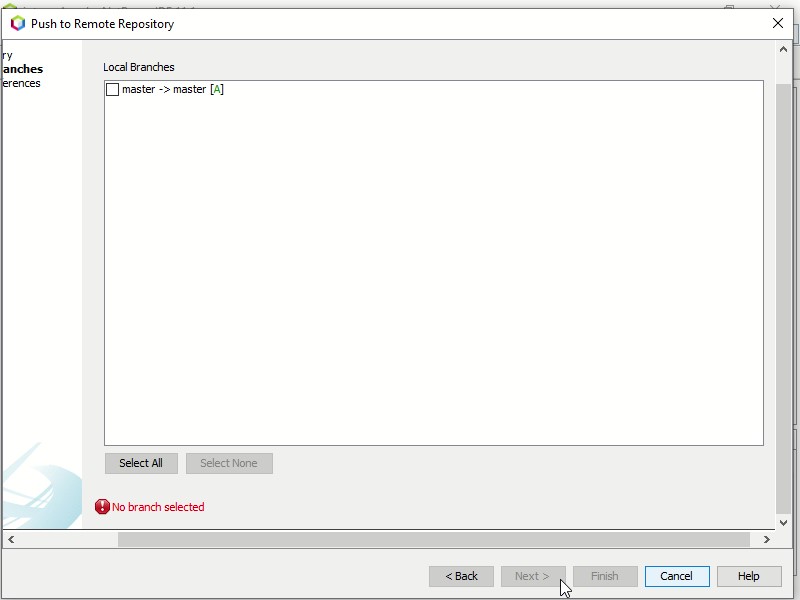 Push to Remote Repository
ry
anches
erences
Local Branches
master -> master [A]
Select All
Select None
No branch selected
< Back
Next >
Finish
Cancel
Help